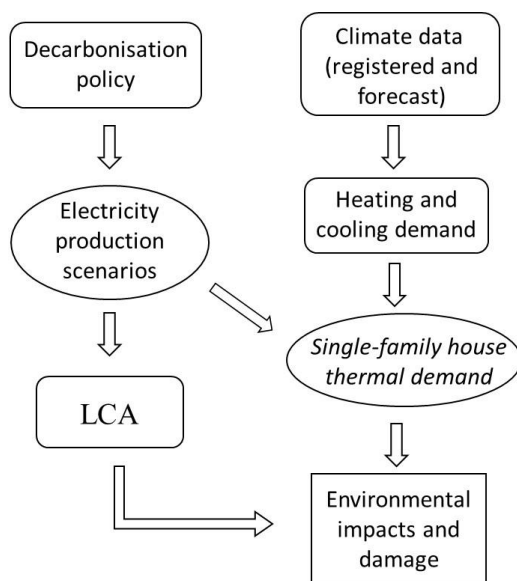 Decarbonisation
policy
Climate data
(registered and
forecast)
Electricity
production
scenarios
Heating and
cooling demand
Single-family house
thermal demand
LCA
Environmental
impacts and
damage